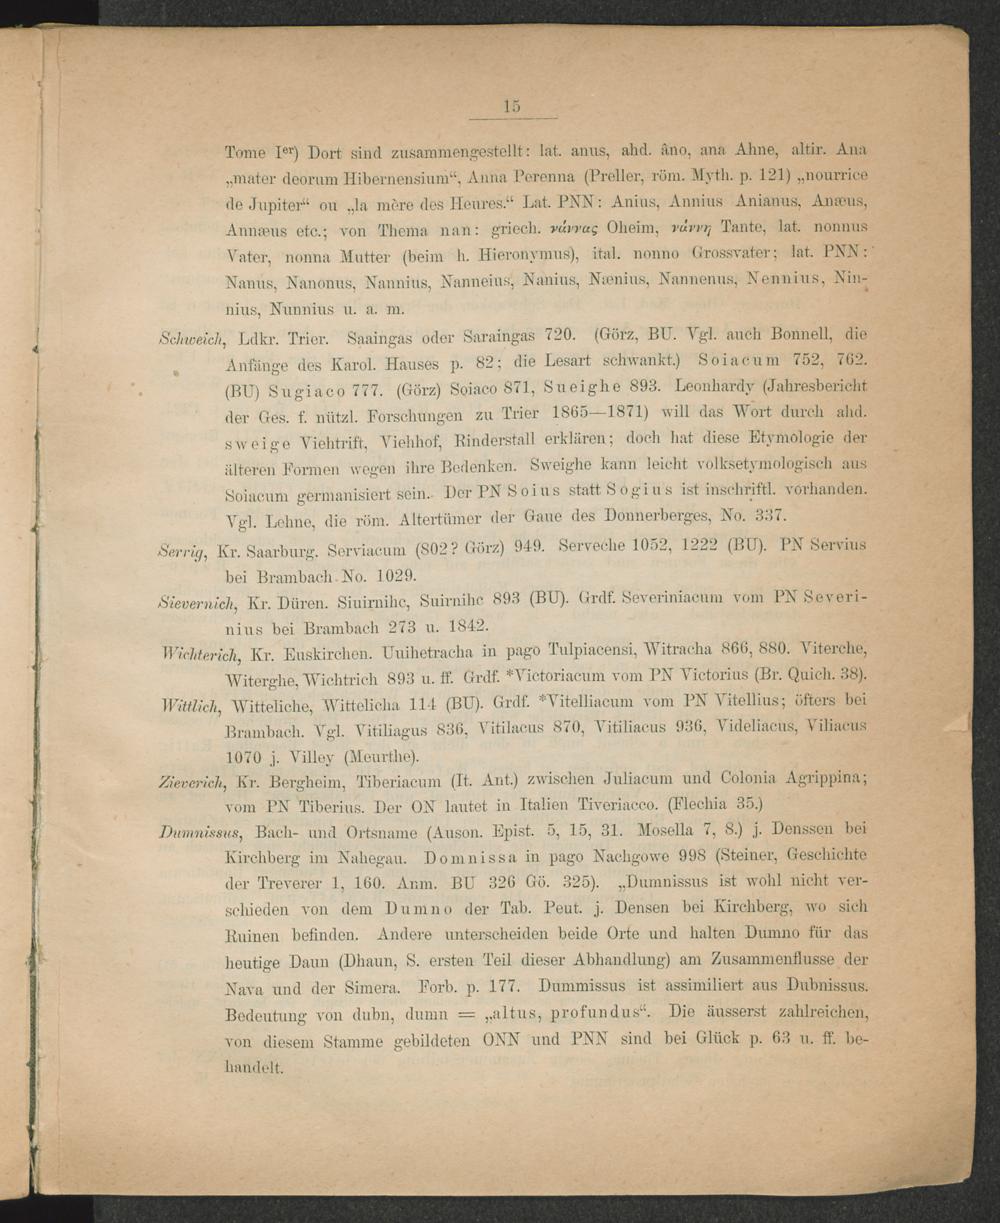 15
Tome Ier) Dort sind zusammengestellt: lat. anus, ahd. âno, ana Ahne, altir. Ana
„mater deorum Hibernensium“, Anna Perenna (Preller, röm. Myth. p. 121) „nourrice
de Jupiter“ ou „la mère des Heures.“ Lat. PNN: Anius, Annius Anianus, Anæus,
Annæus etc.; von Thema nan: griech. νάννας Oheim, νάννη Tante, lat. nonnus
Vater, nonna Mutter (beim h. Hieronymus), ital. nonno Grossvater; lat. PNN:
Nanus, Nanonus, Nannius, Nanneius, Nanius, Nænius, Nannenus, Nennius, Nin-
nius, Nunnius u. a. m.
Schweich, Ldkr. Trier. Saaingas oder Saraingas 720. (Görz, BU. Vgl. auch Bonnell, die
Anfänge des Karol. Hauses p. 82; die Lesart schwankt.) Soiacum 752, 762.
(BU) Sugiaco 777. (Görz) Soiaco 871, Sueighe 893. Leonhardy (Jahresbericht
der Ges. f. nützl. Forschungen zu Trier 1865—1871) will das Wort durch ahd.
sweige Viehtrift, Viehhof, Rinderstall erklären; doch hat diese Etymologie der
älteren Formen wegen ihre Bedenken. Sweighe kann leicht volksetymologisch aus
Soiacum germanisiert sein. Der PN Soius statt Sogius ist inschriftl. vorhanden.
Vgl. Lehne, die röm. Altertümer der Gaue des Donnerberges, No. 337.
Serrig, Kr. Saarburg. Serviacum (802? Görz) 949. Serveche 1052, 1222 (BU). PN Servius
bei Brambach No. 1029.
Sievernich, Kr. Düren. Siuirnihc, Suirnihc 893 (BU). Grdf. Severiniacum vom PN Severi-
nius bei Brambach 273 u. 1842.
Wichterich, Kr. Euskirchen. Uuihetracha in pago Tulpiacensi, Witracha 866, 880. Viterche,
Witerghe, Wichtrich 893 u. ff. Grdf. *Victoriacum vom PN Victorius (Br. Quich. 38).
Wittlich, Witteliche, Wittelicha 114 (BU). Grdf. *Vitelliacum vom PN Vitellius; öfters bei
Brambach. Vgl. Vitiliagus 836, Vitilacus 870, Vitiliacus 936, Videliacus, Viliacus
1070 j. Villey (Meurthe).
Zieverich, Kr. Bergheim, Tiberiacum (It. Ant.) zwischen Juliacum und Colonia Agrippina;
vom PN Tiberius. Der ON lautet in Italien Tiveriacco. (Flechia 35.)
Dumnissus, Bach- und Ortsname (Auson. Epist. 5, 15, 31. Mosella 7, 8.) j. Denssen bei
Kirchberg im Nahegau. Domnissa in pago Nachgowe 998 (Steiner, Geschichte
der Treverer 1, 160. Anm. BU 326 Gö. 325). „Dumnissus ist wohl nicht ver-
schieden von dem Dumno der Tab. Peut. j. Densen bei Kirchberg, wo sich
Ruinen befinden. Andere unterscheiden beide Orte und halten Dumno für das
heutige Daun (Dhaun, S. ersten Teil dieser Abhandlung) am Zusammenflusse der
Nava und der Simera. Forb. p. 177. Dummissus ist assimiliert aus Dubnissus.
Bedeutung von dubn, dumn = „altus, profundus“. Die äusserst zahlreichen,
von diesem Stamme gebildeten ONN und PNN sind bei Glück p. 63 u. ff. be-
handelt.